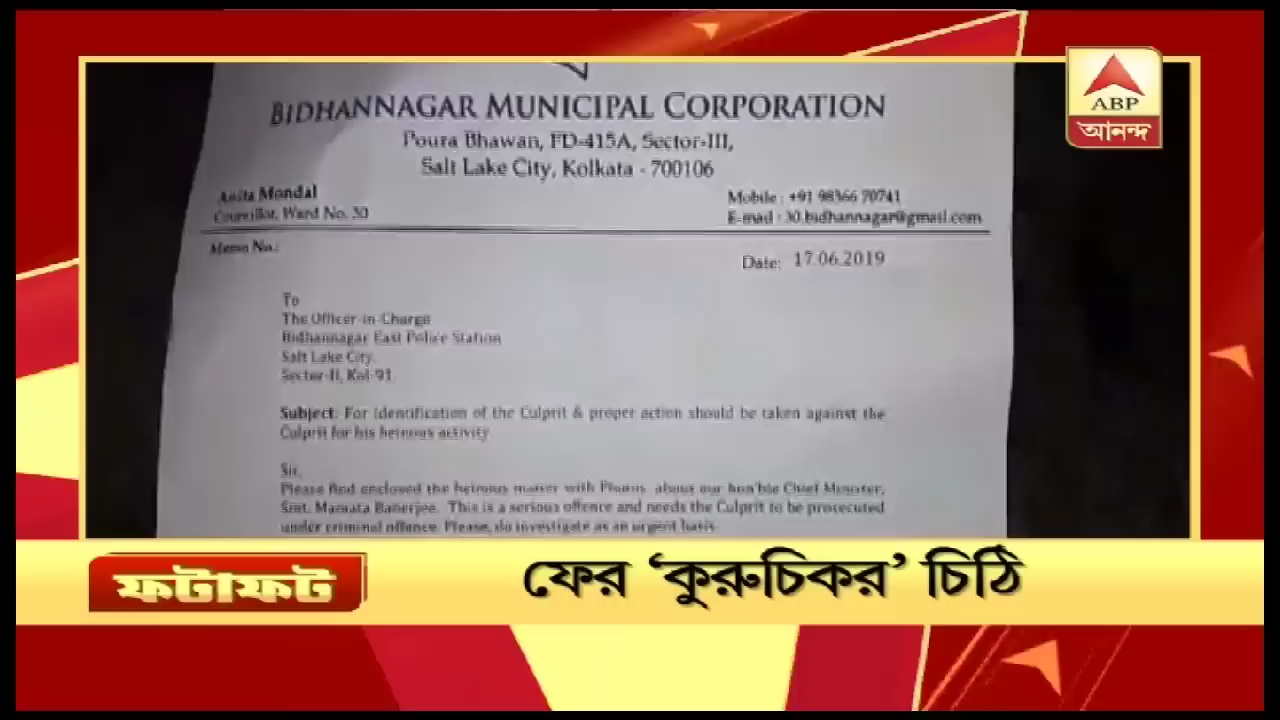 BIDHANNAGAR MUNICIPAL CORPORATION
Poura Bhawan, FD-415A, Sector-III,
Salt Lake City, Kolkata - 700106
Anita Mondal
Councillor, Ward No. 30
Mobile : +91 98366 70741
E-mail : 30.bidhannagar@gmail.com
Memo No.:
Date: 17.06.2019
To
The Officer-in-Charge
Bidhannagar East Police Station
Salt Lake City,
Sector-II, Kol-91.
Subject: For identification of the Culprit & proper action should be taken against the
Culprit for his heinous activity
Sir,
Please find enclosed the heinous matter with Photos about our hon'ble Chief Minister,
Smt. Mamata Banerjee. This is a serious offence and needs the Culprit to be prosecuted
under criminal offence. Please, do investigate as an urgent basis.
ABP
আনন্দ
ফটাফট
ফের ‘কুরুচিকর’ চিঠি